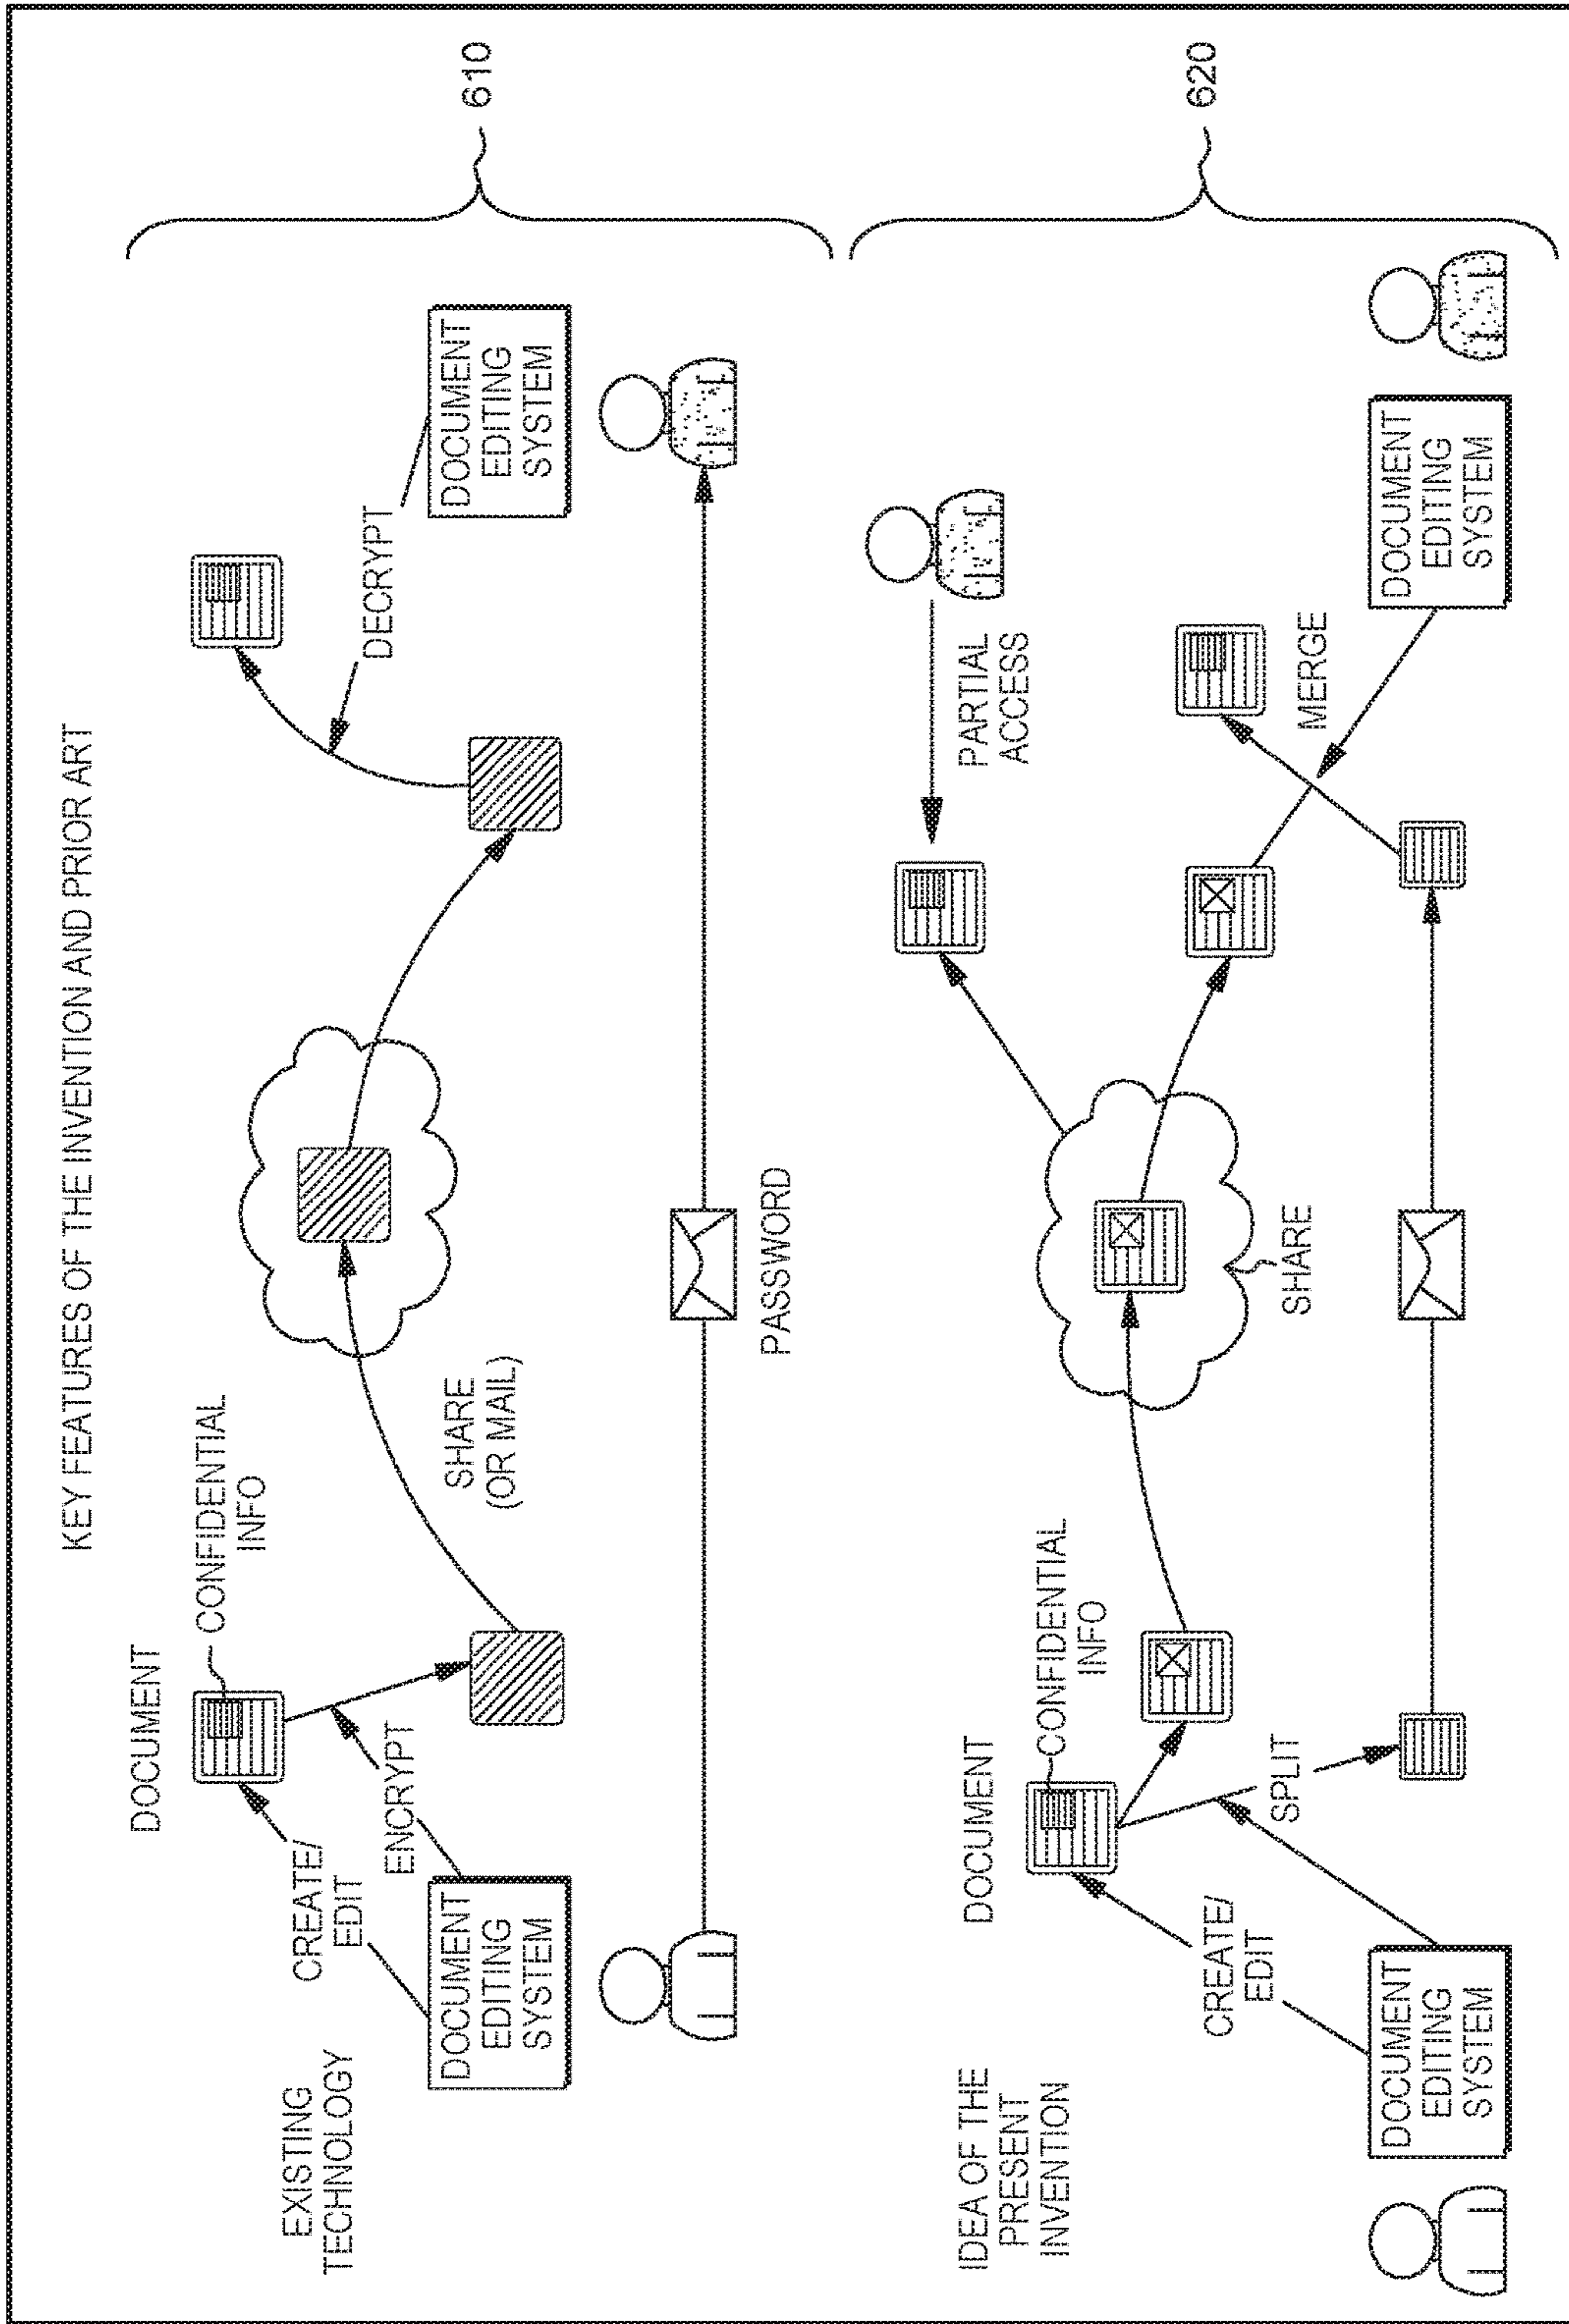 KEY FEATURES OF THE INVENTION AND PRIOR ART
EXISTING
TECHNOLOGY
DOCUMENT
CONFIDENTIAL
INFO
CREATE/
EDIT
ENCRYPT
DOCUMENT
EDITING
SYSTEM
SHARE
(OR MAIL)
PASSWORD
DECRYPT
DOCUMENT
EDITING
SYSTEM
610
IDEA OF THE
PRESENT
INVENTION
DOCUMENT
CONFIDENTIAL
INFO
CREATE/
EDIT
SPLIT
DOCUMENT
EDITING
SYSTEM
SHARE
PARTIAL
ACCESS
MERGE
DOCUMENT
EDITING
SYSTEM
620